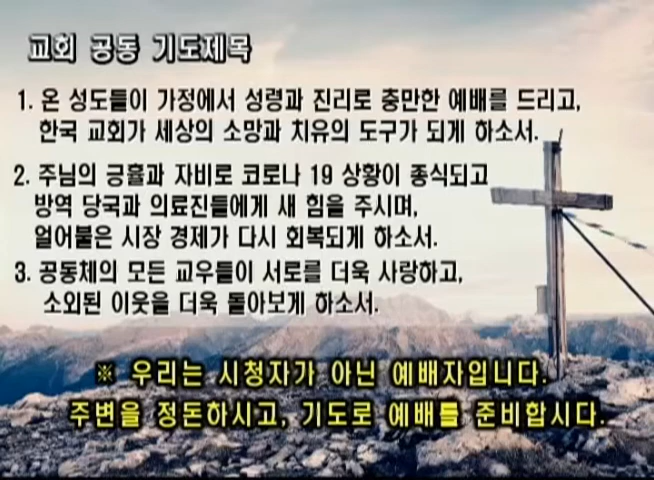 교회 공동 기도제목
1. 온 성도들이 가정에서 성령과 진리로 충만한 예배를 드리고,
한국 교회가 세상의 소망과 치유의 도구가 되게 하소서.
2. 주님의 긍휼과 자비로 코로나 19 상황이 종식되고
방역 당국과 의료진들에게 새 힘을 주시며,
얼어붙은 시장 경제가 다시 회복되게 하소서.
3. 공동체의 모든 교우들이 서로를 더욱 사랑하고,
소외된 이웃을 더욱 돌아보게 하소서.
※ 우리는 시청자가 아닌 예배자입니다.
주변을 정돈하시고, 기도로 예배를 준비합시다.